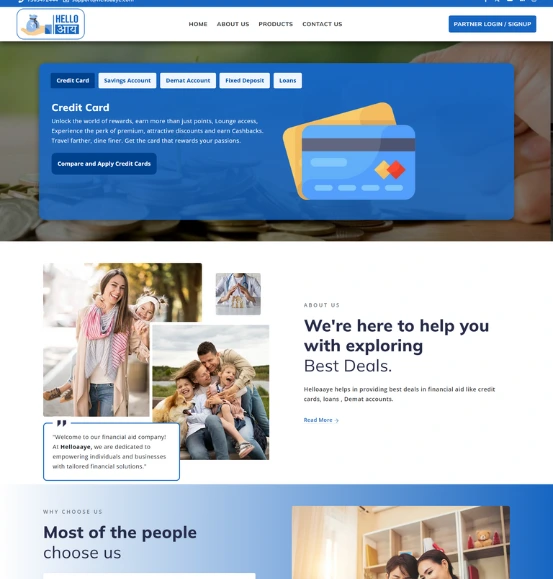 HELLO
आय
HOME ABOUT US PRODUCTS CONTACT US
PARTNER LOGIN / SIGNUP
Credit Card Savings Account Demat Account Fixed Deposit Loans
Credit Card
Unlock the world of rewards, earn more than just points, Lounge access,
Experience the perk of premium, attractive discounts and earn Cashbacks.
Travel farther, dine finer. Get the card that rewards your passions.
Compare and Apply Credit Cards
ABOUT US
We're here to help you
with exploring
Best Deals.
Helloaaye helps in providing best deals in financial aid like credit
cards, loans , Demat accounts.
Read More
"Welcome to our financial aid company!
At Helloaaye, we are dedicated to
empowering individuals and businesses
with tailored financial solutions."
WHY CHOOSE US
Most of the people
choose us